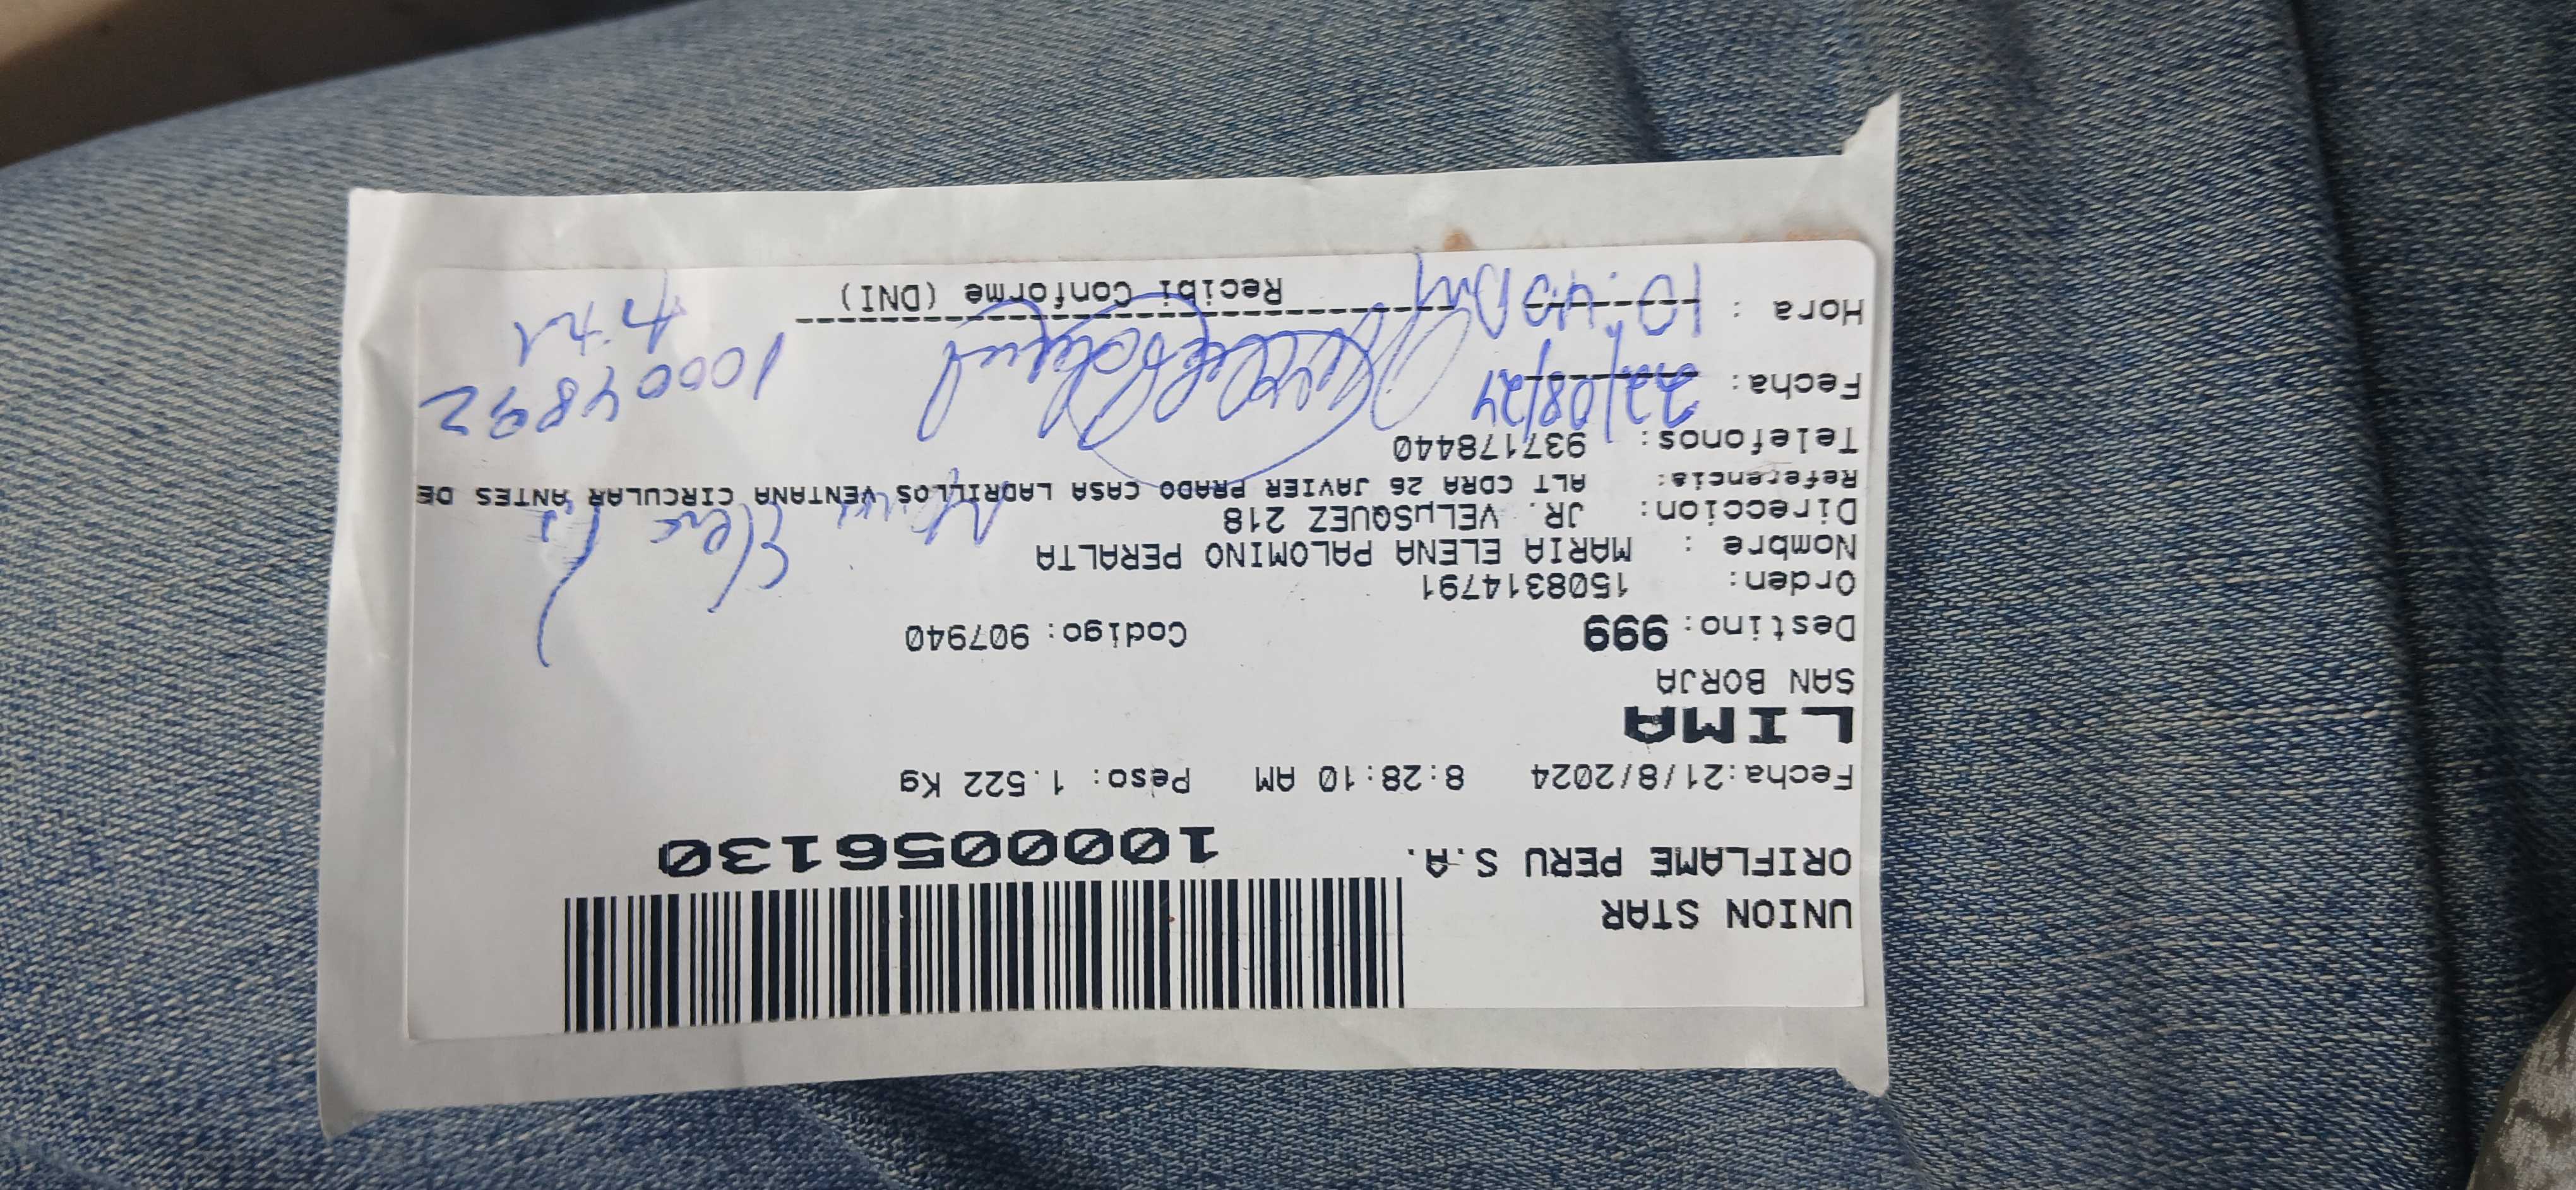 UNION STAR
ORIFLAME PERU S.A. 1000056130
Fecha:21/8/2024 8:28:10 AM Peso: 1.522 Kg
LIMA
SAN BORJA
Destino: 999 Codigo: 907940
Orden: 1508314791
Nombre : MARIA ELENA PALOMINO PERALTA
Direccion: JR. VELµSQUEZ 218
Referencia: ALT CDRA 26 JAVIER PRADO CASA LADRILLOS VENTANA CIRCULAR ANTES DE
Telefonos: 937178440
Fecha: 22/08/24 10004892
Hora : 10:40am
Recibi Conforme (DNI)